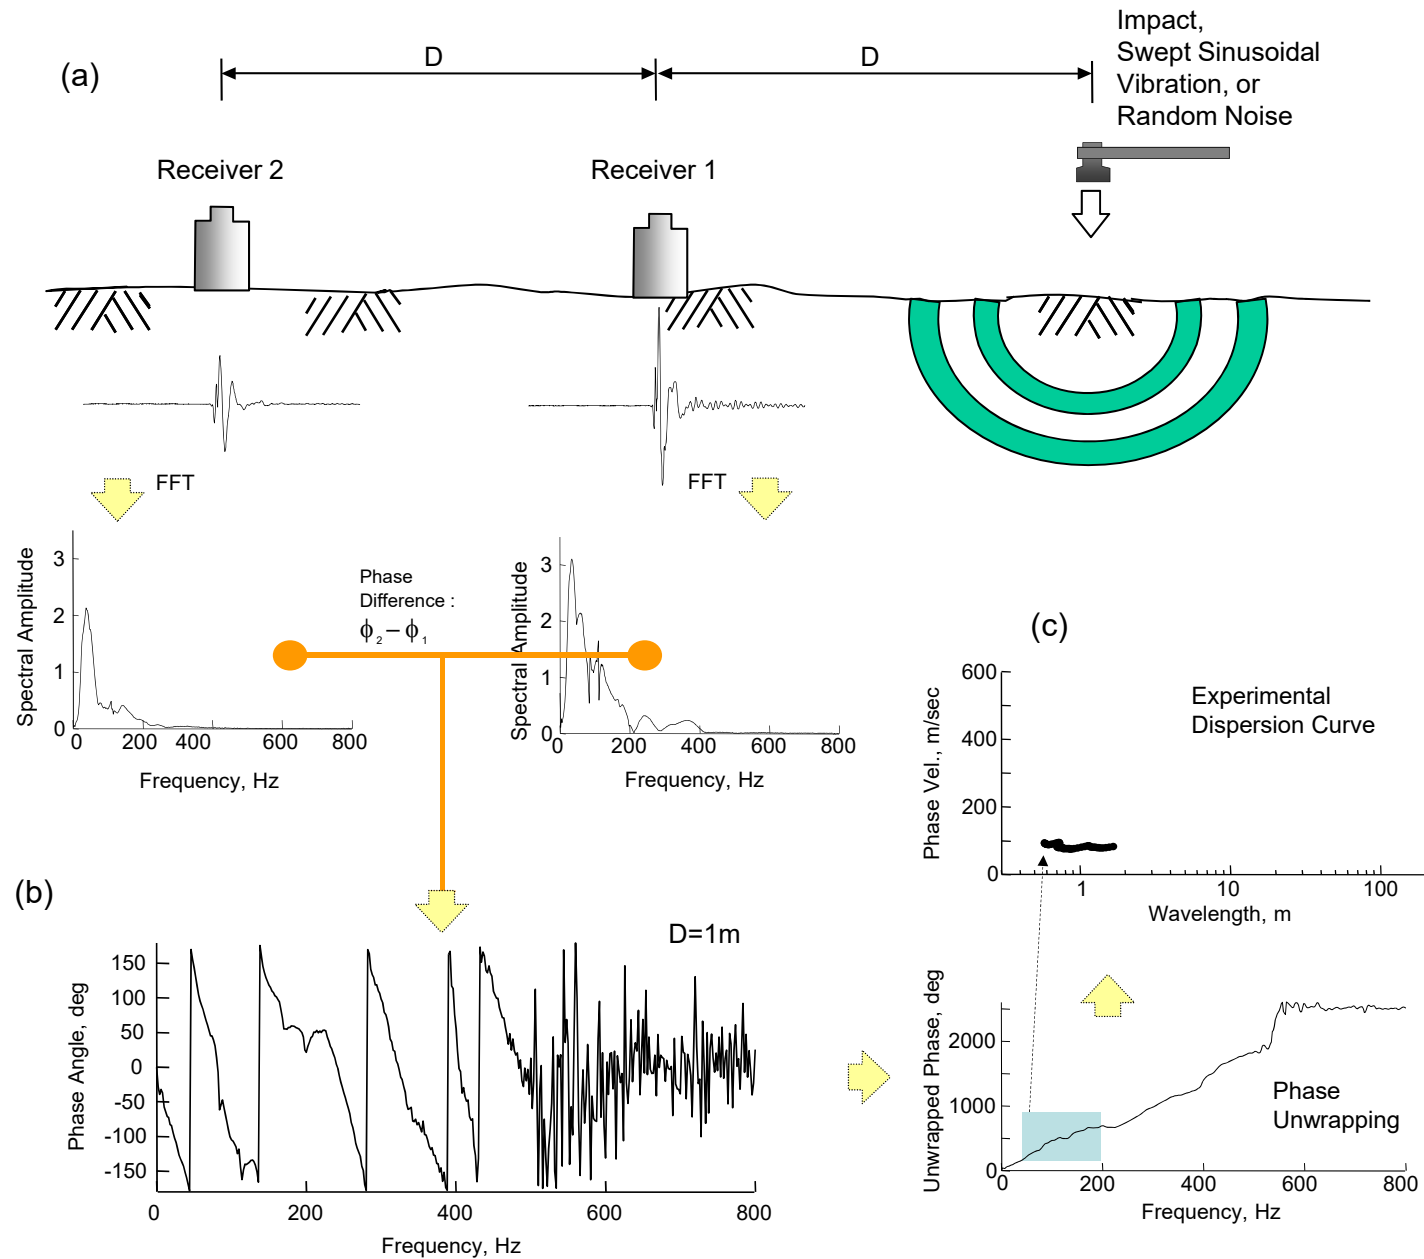 (a)
D
D
Impact,
Swept Sinusoidal
Vibration, or
Random Noise
Receiver 2
Receiver 1
FFT
FFT
Spectral Amplitude
3
2
1
0
0
200
400
600
800
Frequency, Hz
Phase
Difference :
ϕ2−ϕ1
Spectral Amplitude
3
2
1
0
0
200
400
600
800
Frequency, Hz
(c)
Phase Vel., m/sec
600
400
200
0
Experimental
Dispersion Curve
1
10
100
Wavelength, m
(b)
D=1m
Phase Angle, deg
150
100
50
0
-50
-100
-150
0
200
400
600
800
Frequency, Hz
Unwrapped Phase, deg
2000
1000
0
Phase
Unwrapping
0
200
400
600
800
Frequency, Hz